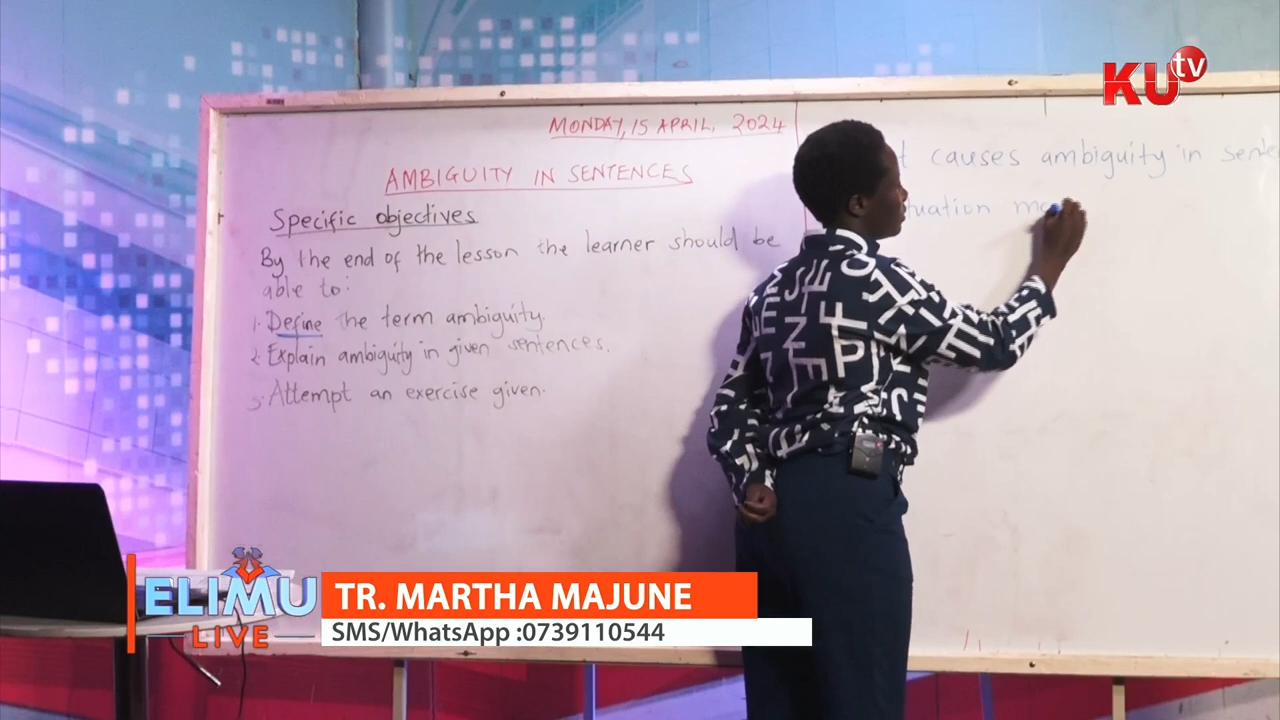 KU tv
MONDAY, 15 APRIL, 2024
AMBIGUITY IN SENTENCES
Specific objectives
By the end of the lesson the learner should be
able to:
1. Define the term ambiguity.
2. Explain ambiguity in given sentences.
3. Attempt an exercise given.
causes ambiguity in
ELIMU
LIVE
TR. MARTHA MAJUNE
SMS/WhatsApp :0739110544